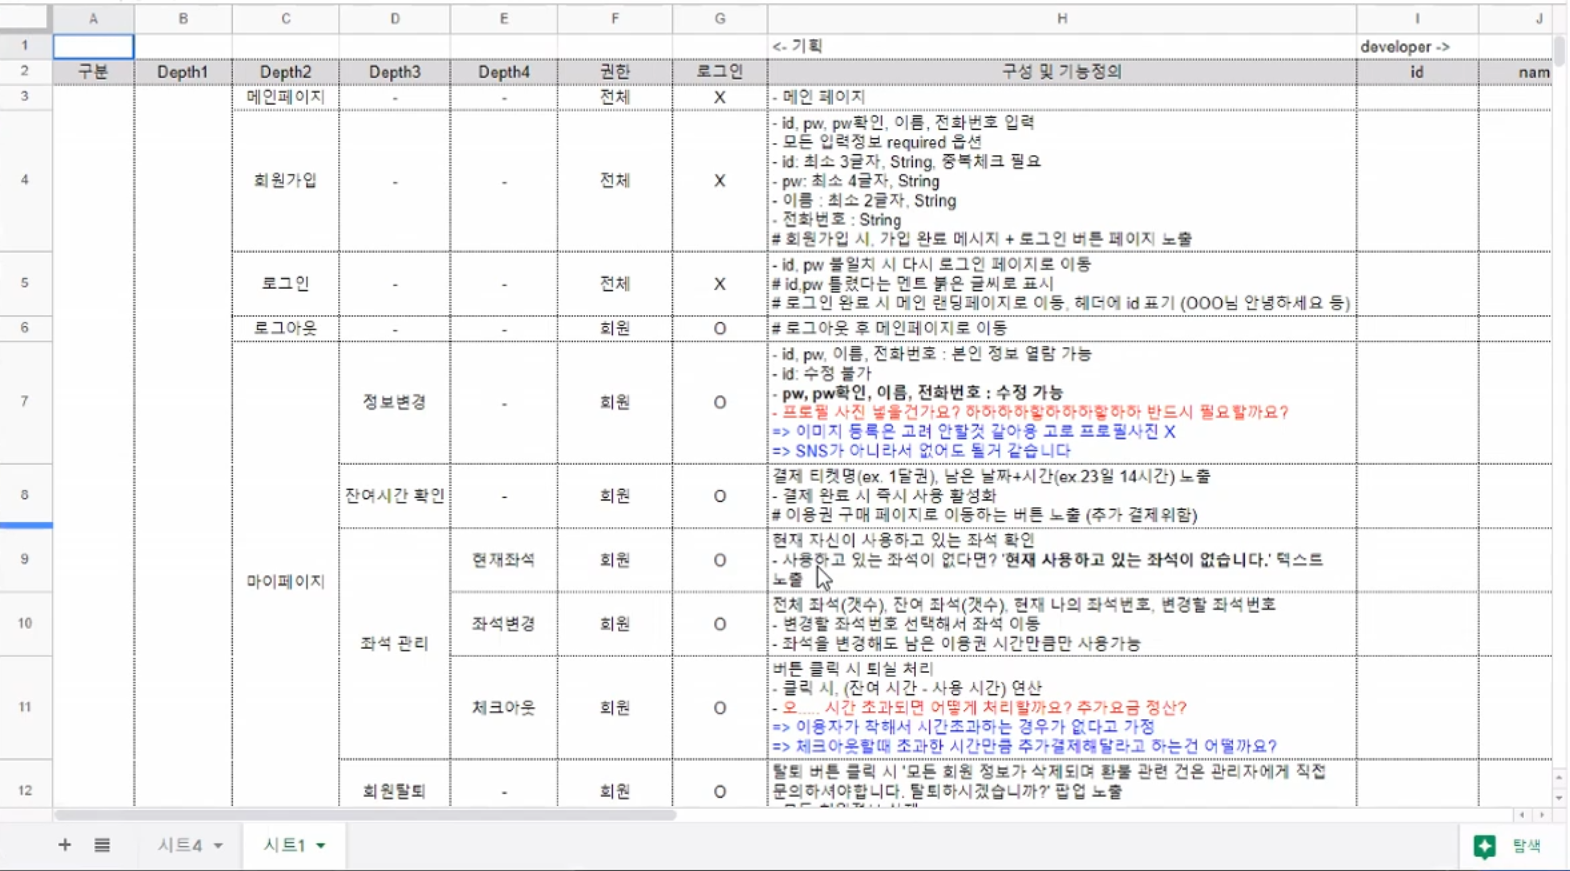 A B C D E F G H I J
1 <- 기획 developer ->
2 구분 Depth1 Depth2 Depth3 Depth4 권한 로그인 구성 및 기능정의 id nam
3 메인페이지 - - 전체 X - 메인 페이지
4 회원가입 - - 전체 X
- id, pw, pw확인, 이름, 전화번호 입력
- 모든 입력정보 required 옵션
- id: 최소 3글자, String, 중복체크 필요
- pw: 최소 4글자, String
- 이름 : 최소 2글자, String
- 전화번호 : String
# 회원가입 시, 가입 완료 메시지 + 로그인 버튼 페이지 노출
5 로그인 - - 전체 X
- id, pw 불일치 시 다시 로그인 페이지로 이동
# id,pw 틀렸다는 멘트 붉은 글씨로 표시
# 로그인 완료 시 메인 랜딩페이지로 이동, 헤더에 id 표기 (OOO님 안녕하세요 등)
6 로그아웃 - - 회원 O # 로그아웃 후 메인페이지로 이동
마이페이지
7 정보변경 - 회원 O
- id, pw, 이름, 전화번호 : 본인 정보 열람 가능
- id: 수정 불가
- pw, pw확인, 이름, 전화번호 : 수정 가능
- 프로필 사진 넣을건가요? 하하하하핳하하하핳하하 반드시 필요할까요?
=> 이미지 등록은 고려 안할것 같아용 고로 프로필사진 X
=> SNS가 아니라서 없어도 될거 같습니다
8 잔여시간 확인 - 회원 O
결제 티켓명(ex. 1달권), 남은 날짜+시간(ex.23일 14시간) 노출
- 결제 완료 시 즉시 사용 활성화
# 이용권 구매 페이지로 이동하는 버튼 노출 (추가 결제위함)
좌석 관리
9 현재좌석 회원 O
현재 자신이 사용하고 있는 좌석 확인
- 사용하고 있는 좌석이 없다면? '현재 사용하고 있는 좌석이 없습니다.' 텍스트
노출
10 좌석변경 회원 O
전체 좌석(갯수), 잔여 좌석(갯수), 현재 나의 좌석번호, 변경할 좌석번호
- 변경할 좌석번호 선택해서 좌석 이동
- 좌석을 변경해도 남은 이용권 시간만큼만 사용가능
11 체크아웃 회원 O
버튼 클릭 시 퇴실 처리
- 클릭 시, (잔여 시간 - 사용 시간) 연산
- 오..... 시간 초과되면 어떻게 처리할까요? 추가요금 정산?
=> 이용자가 착해서 시간초과하는 경우가 없다고 가정
=> 체크아웃할때 초과한 시간만큼 추가결제해달라고 하는건 어떨까요?
12 회원탈퇴 - 회원 O
탈퇴 버튼 클릭 시 '모든 회원 정보가 삭제되며 환불 관련 건은 관리자에게 직접
문의하셔야합니다. 탈퇴하시겠습니까?' 팝업 노출
시트4 시트1 탐색